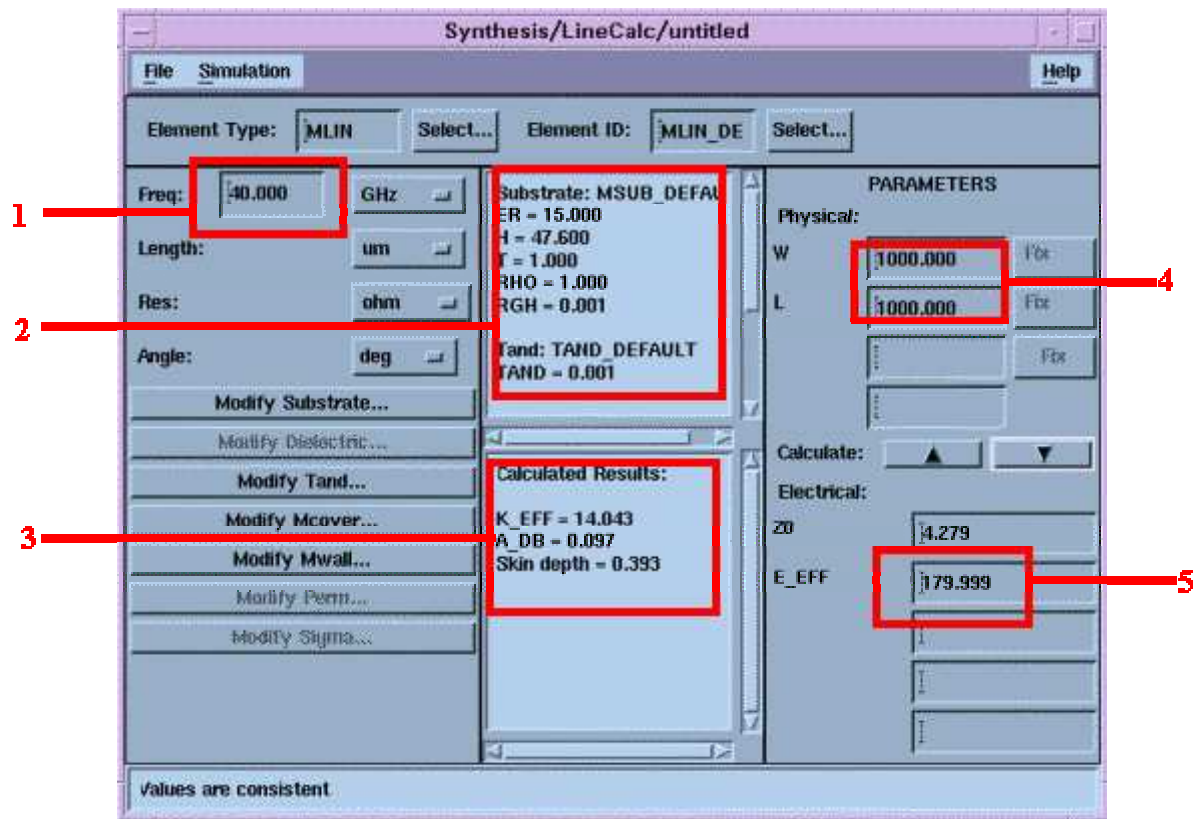 Synthesis/LineCalc/untitled
File Simulation Help
Element Type: MLIN Select... Element ID: MLIN_DE Select...
1
Freq: 40.000 GHz
Length: um
Res: ohm
2
Angle: deg
Modify Substrate...
Modify Dielectric...
Modify Tand...
Modify Mcover...
3
Modify Mwall...
Modify Perm...
Modify Sigma...
Substrate: MSUB_DEFAU
ER = 15.000
H = 47.600
T = 1.000
RHO = 1.000
RGH = 0.001
Tand: TAND_DEFAULT
TAND = 0.001
Calculated Results:
K_EFF = 14.043
A_DB = 0.097
Skin depth = 0.393
PARAMETERS
Physical:
W 1000.000 Fix
4
L 1000.000 Fix
Fix
Calculate:
Electrical:
Z0 4.279
E_EFF 179.999
5
Values are consistent